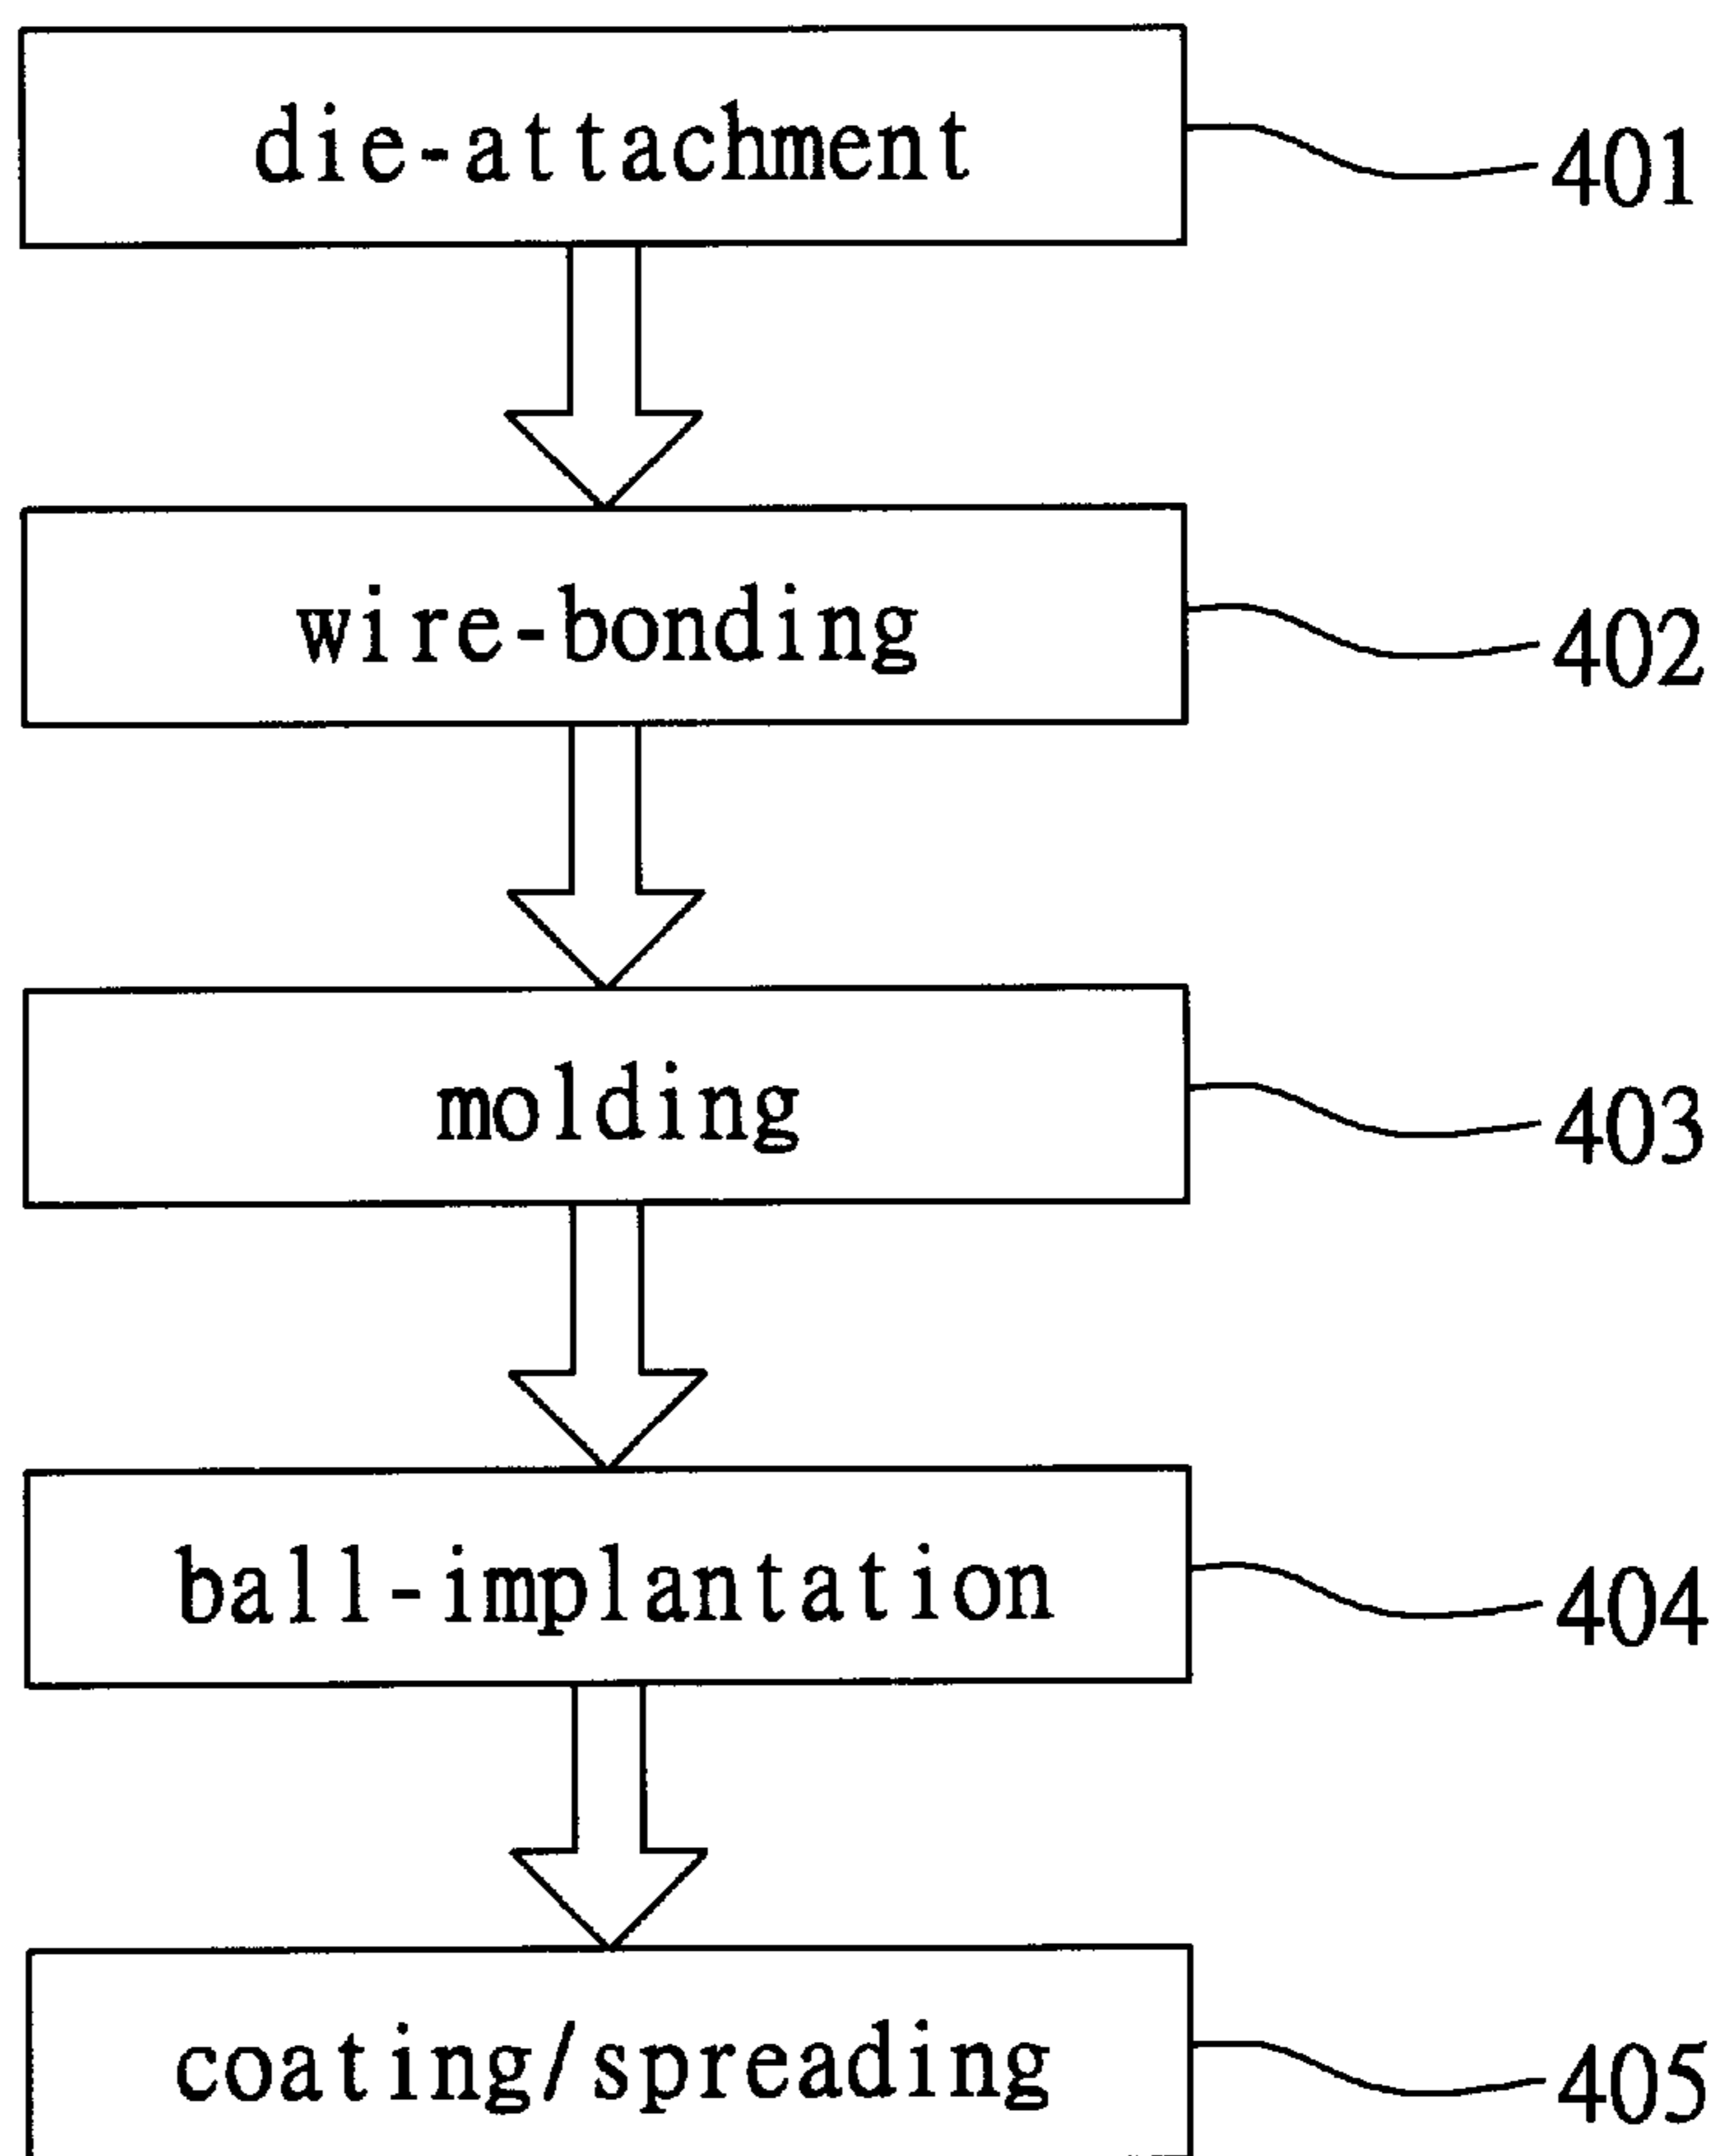 die-attachment 401
wire-bonding 402
molding 403
ball-implantation 404
coating/spreading 405